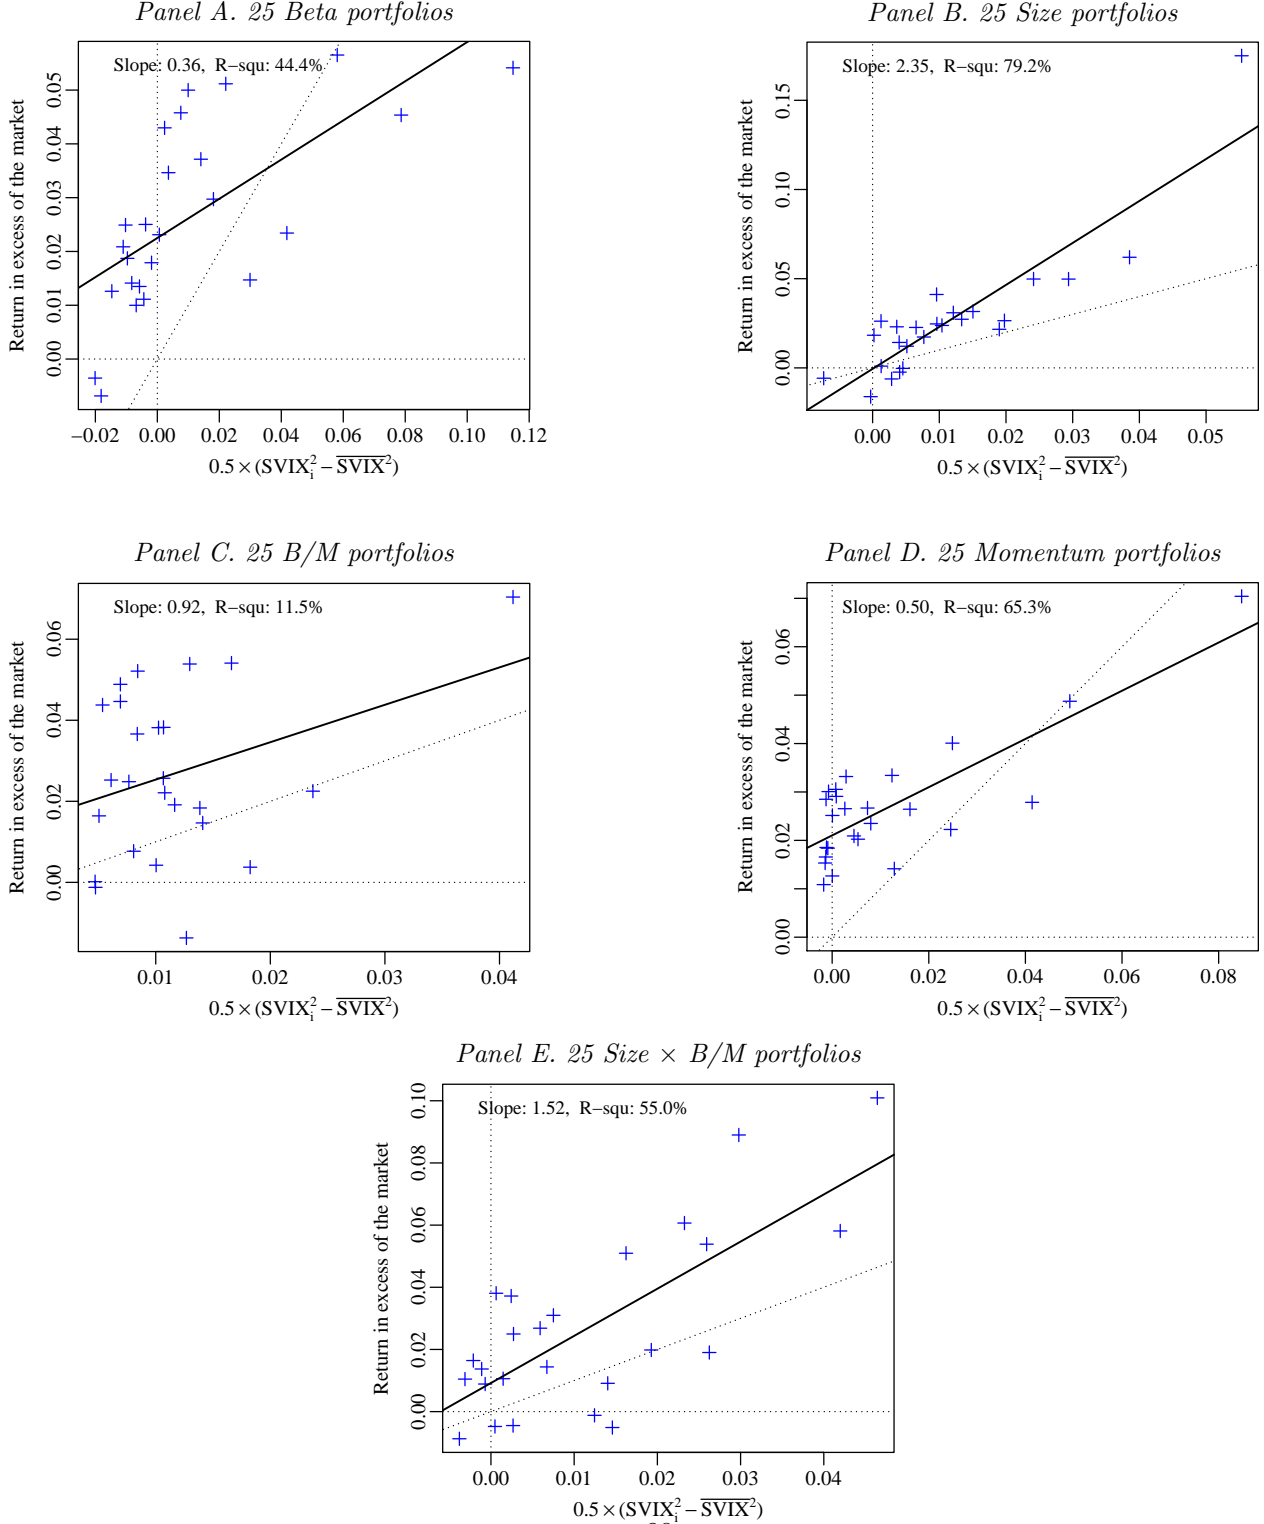 Panel A. 25 Beta portfolios
Slope: 0.36, R−squ: 44.4%
Return in excess of the market
0.00 0.01 0.02 0.03 0.04 0.05
−0.02 0.00 0.02 0.04 0.06 0.08 0.10 0.12
0.5 × (SVIX²ᵢ − S̅V̅I̅X̅²)
Panel B. 25 Size portfolios
Slope: 2.35, R−squ: 79.2%
Return in excess of the market
0.00 0.05 0.10 0.15
0.00 0.01 0.02 0.03 0.04 0.05
0.5 × (SVIX²ᵢ − S̅V̅I̅X̅²)
Panel C. 25 B/M portfolios
Slope: 0.92, R−squ: 11.5%
Return in excess of the market
0.00 0.02 0.04 0.06
0.01 0.02 0.03 0.04
0.5 × (SVIX²ᵢ − S̅V̅I̅X̅²)
Panel D. 25 Momentum portfolios
Slope: 0.50, R−squ: 65.3%
Return in excess of the market
0.00 0.02 0.04 0.06
0.00 0.02 0.04 0.06 0.08
0.5 × (SVIX²ᵢ − S̅V̅I̅X̅²)
Panel E. 25 Size × B/M portfolios
Slope: 1.52, R−squ: 55.0%
Return in excess of the market
0.00 0.02 0.04 0.06 0.08 0.10
0.00 0.01 0.02 0.03 0.04
0.5 × (SVIX²ᵢ − S̅V̅I̅X̅²)